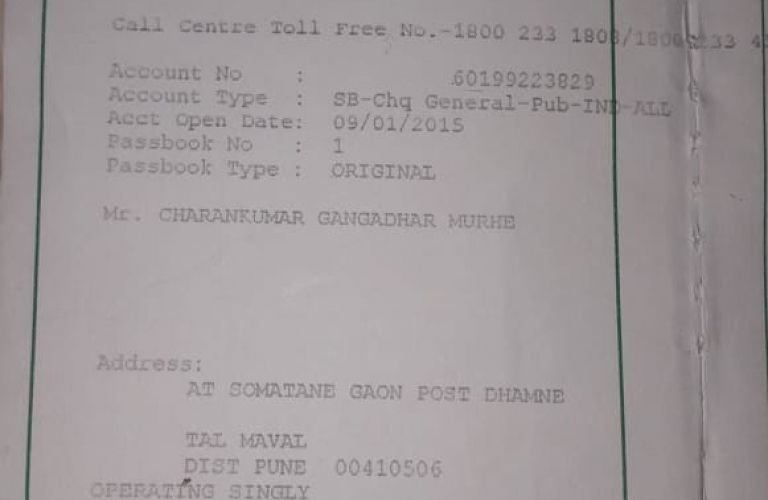 Call Centre Toll Free No.-1800 233 1808/1800 233 4
Account No : 60199223829
Account Type : SB-Chq General-Pub-IND-ALL
Acct Open Date: 09/01/2015
Passbook No : 1
Passbook Type : ORIGINAL
Mr. CHARANKUMAR GANGADHAR MURHE
Address:
AT SOMATANE GAON POST DHAMNE
TAL MAVAL
DIST PUNE 00410506
OPERATING SINGLY